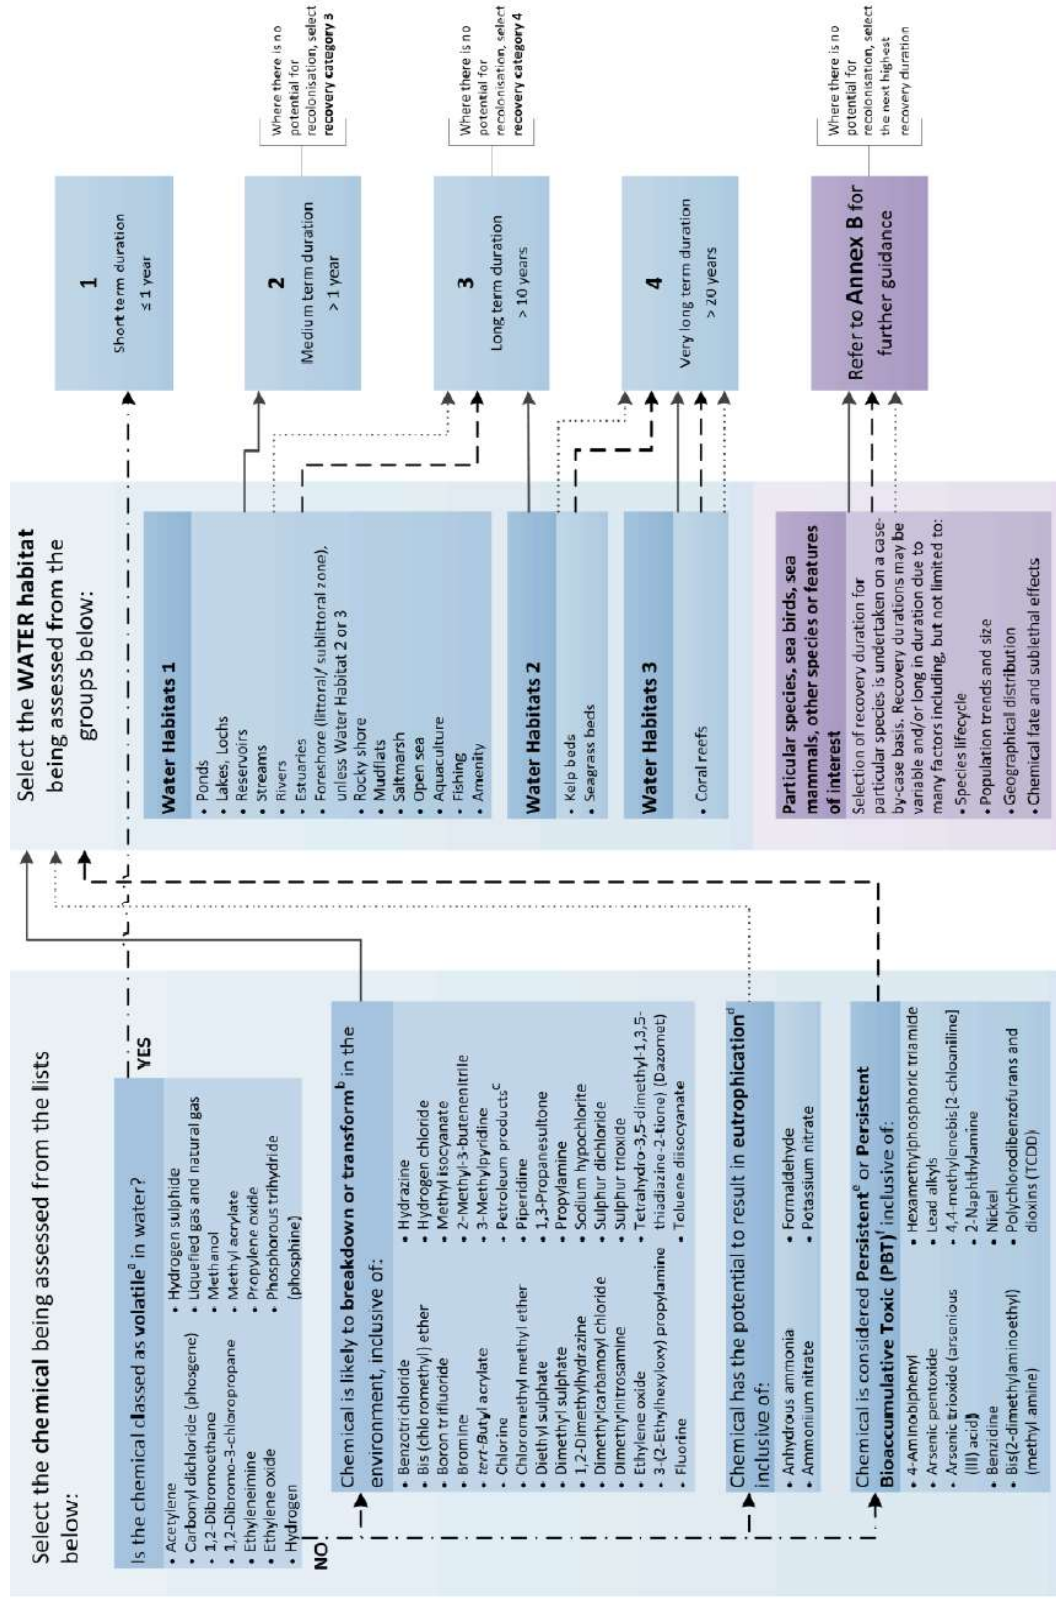 Select the chemical being assessed from the lists
below:
Is the chemical classed as volatileᵃ in water?
• Acetylene
• Carbonyl dichloride (phosgene)
• 1,2-Dibromoethane
• 1,2-Dibromo-3-chloropropane
• Ethyleneimine
• Ethylene oxide
• Hydrogen
• Hydrogen sulphide
• Liquefied gas and natural gas
• Methanol
• Methyl acrylate
• Propylene oxide
• Phosphorous trihydride
(phosphine)
YES
NO
Chemical is likely to breakdown or transformᵇ in the
environment, inclusive of:
• Benzotrichloride
• Bis (chloromethyl) ether
• Boron trifluoride
• Bromine
• tert-Butyl acrylate
• Chlorine
• Chloromethyl methyl ether
• Diethyl sulphate
• Dimethyl sulphate
• 1,2-Dimethylhydrazine
• Dimethylcarbamoyl chloride
• Dimethylnitrosamine
• Ethylene oxide
• 3-(2-Ethylhexyloxy) propylamine
• Fluorine
• Hydrazine
• Hydrogen chloride
• Methyl isocyanate
• 2-Methyl-3-butenenitrile
• 3-Methylpyridine
• Petroleum productsᶜ
• Piperidine
• 1,3-Propanesultone
• Propylamine
• Sodium hypochlorite
• Sulphur dichloride
• Sulphur trioxide
• Tetrahydro-3,5-dimethyl-1,3,5-
thiadiazine-2-tione) (Dazomet)
• Toluene diisocyanate
Chemical has the potential to result in eutrophicationᵈ
inclusive of:
• Anhydrous ammonia
• Ammonium nitrate
• Formaldehyde
• Potassium nitrate
Chemical is considered Persistentᵉ or Persistent
Bioaccumulative Toxic (PBT)ᶠ inclusive of:
• 4-Aminobiphenyl
• Arsenic pentoxide
• Arsenic trioxide (arsenious
(III) acid)
• Benzidine
• Bis(2-dimethylaminoethyl)
(methyl amine)
• Hexamethylphosphoric triamide
• Lead alkyls
• 4,4-methylenebis[2-chloaniline]
• 2-Naphthylamine
• Nickel
• Polychlorodibenzofurans and
dioxins (TCDD)
Select the WATER habitat
being assessed from the
groups below:
Water Habitats 1
• Ponds
• Lakes, Lochs
• Reservoirs
• Streams
• Rivers
• Estuaries
• Foreshore (littoral/ sublittoral zone),
unless Water Habitat 2 or 3
• Rocky shore
• Mudflats
• Saltmarsh
• Open sea
• Aquaculture
• Fishing
• Amenity
Water Habitats 2
• Kelp beds
• Seagrass beds
Water Habitats 3
• Coral reefs
Particular species, sea birds, sea
mammals, other species or features
of interest
Selection of recovery duration for
particular species is undertaken on a case-
by-case basis. Recovery durations may be
variable and/or long in duration due to
many factors including, but not limited to:
• Species lifecycle
• Population trends and size
• Geographical distribution
• Chemical fate and sublethal effects
1
Short term duration
≤ 1 year
2
Medium term duration
> 1 year
3
Long term duration
> 10 years
4
Very long term duration
> 20 years
Refer to Annex B for
further guidance
Where there is no
potential for
recolonisation, select
recovery category 3
Where there is no
potential for
recolonisation, select
recovery category 4
Where there is no
potential for
recolonisation, select
the next highest
recovery duration